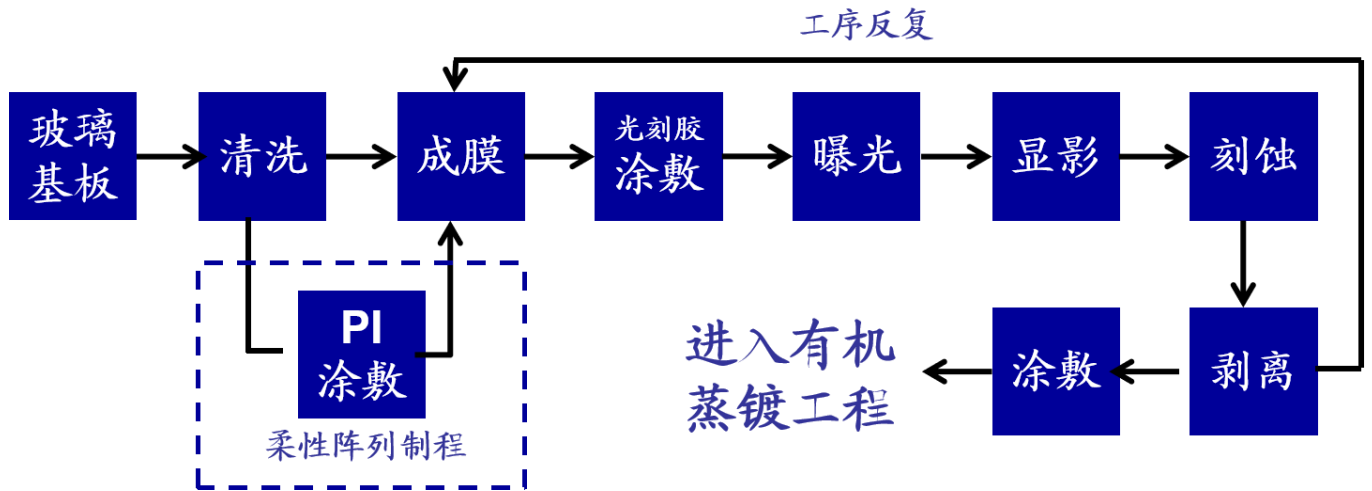 工序反复
玻璃
基板
清洗
成膜
光刻胶
涂敷
曝光
显影
刻蚀
PI
涂敷
柔性阵列制程
进入有机
蒸镀工程
涂敷
剥离